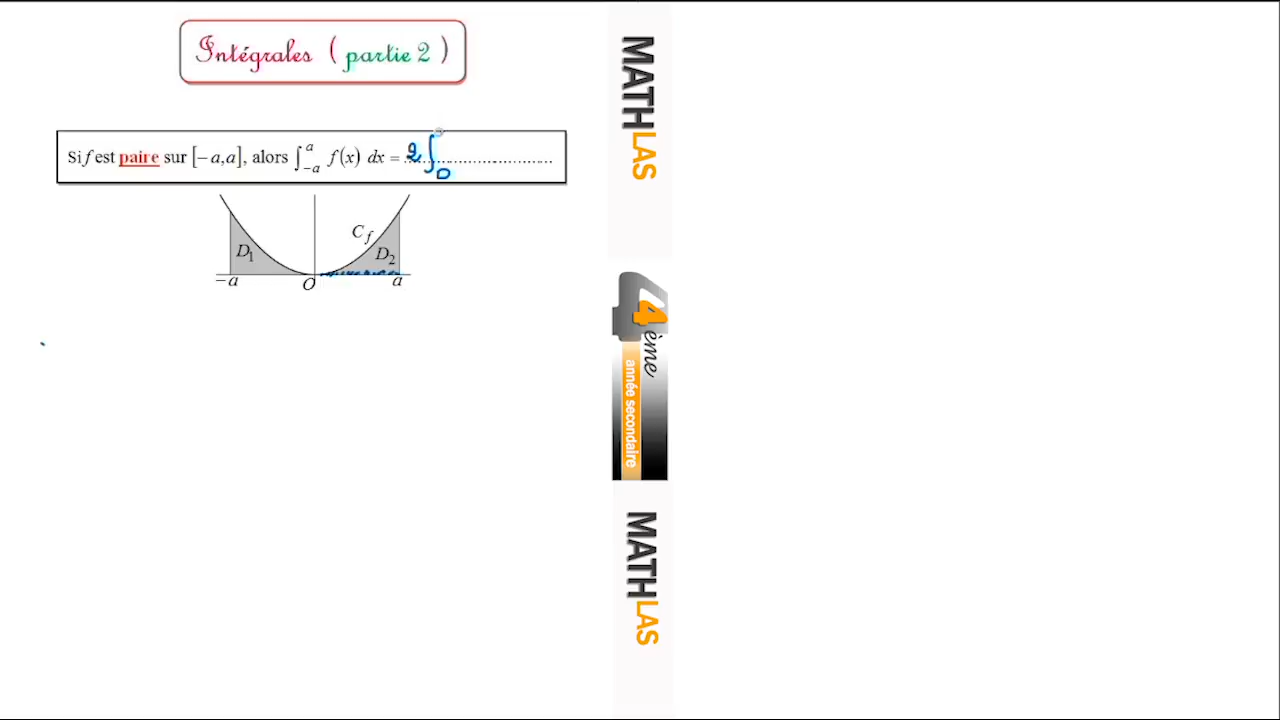 Intégrales ( partie 2 )
Si f est paire sur [−a,a], alors ∫_{−a}^{a} f(x) dx = 2∫_0 ..............................
C_f
D_1
D_2
−a
O
a
MATHLAS
4
4ème
année secondaire
MATHLAS